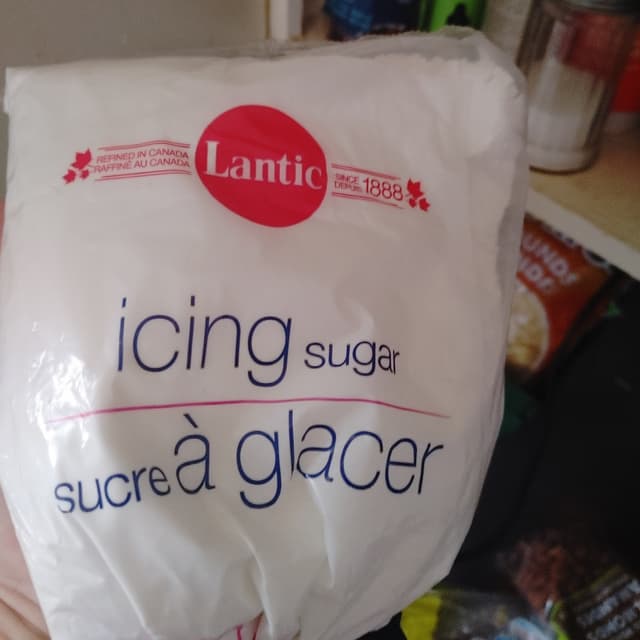 REFINED IN CANADA
RAFFINÉ AU CANADA
Lantic
SINCE
DEPUIS
1888
icing sugar
sucre à glacer